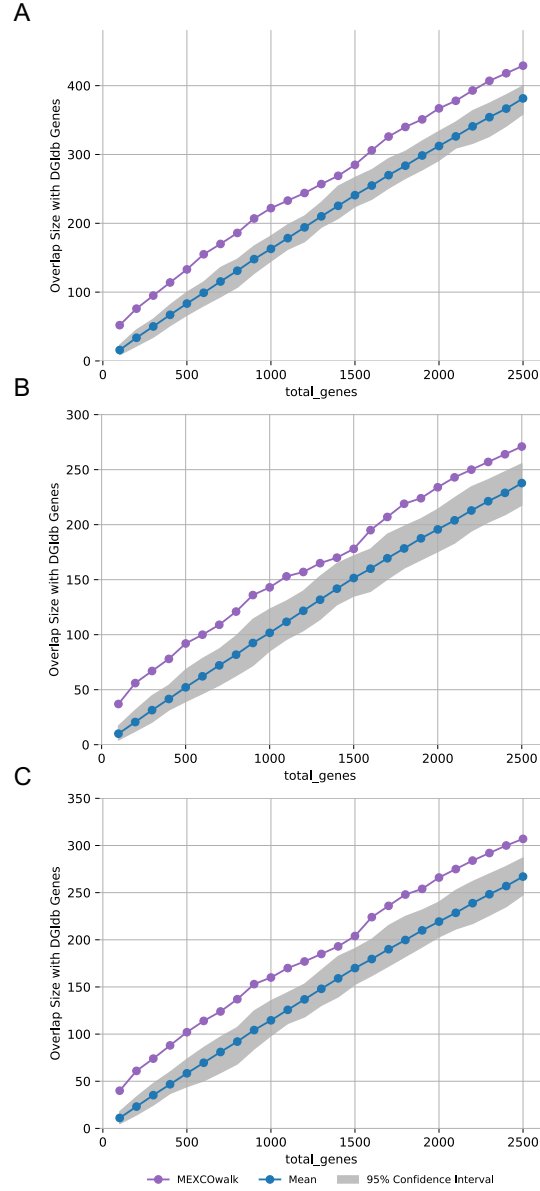 A
400
300
200
100
0
Overlap Size with DGIdb Genes
0 500 1000 1500 2000 2500
total_genes
B
300
250
200
150
100
50
0
Overlap Size with DGIdb Genes
0 500 1000 1500 2000 2500
total_genes
C
350
300
250
200
150
100
50
0
Overlap Size with DGIdb Genes
0 500 1000 1500 2000 2500
total_genes
MEXCOwalk Mean 95% Confidence Interval